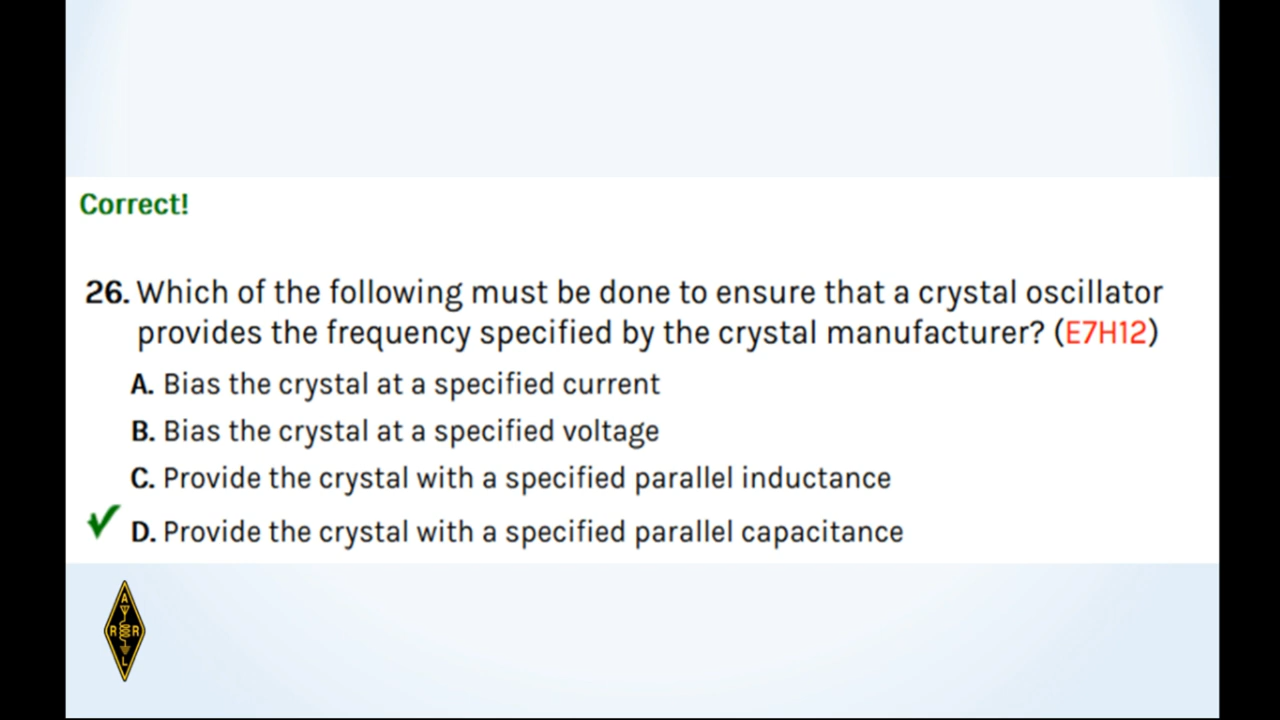 Correct!
26. Which of the following must be done to ensure that a crystal oscillator
provides the frequency specified by the crystal manufacturer? (E7H12)
A. Bias the crystal at a specified current
B. Bias the crystal at a specified voltage
C. Provide the crystal with a specified parallel inductance
D. Provide the crystal with a specified parallel capacitance
A
R R
L